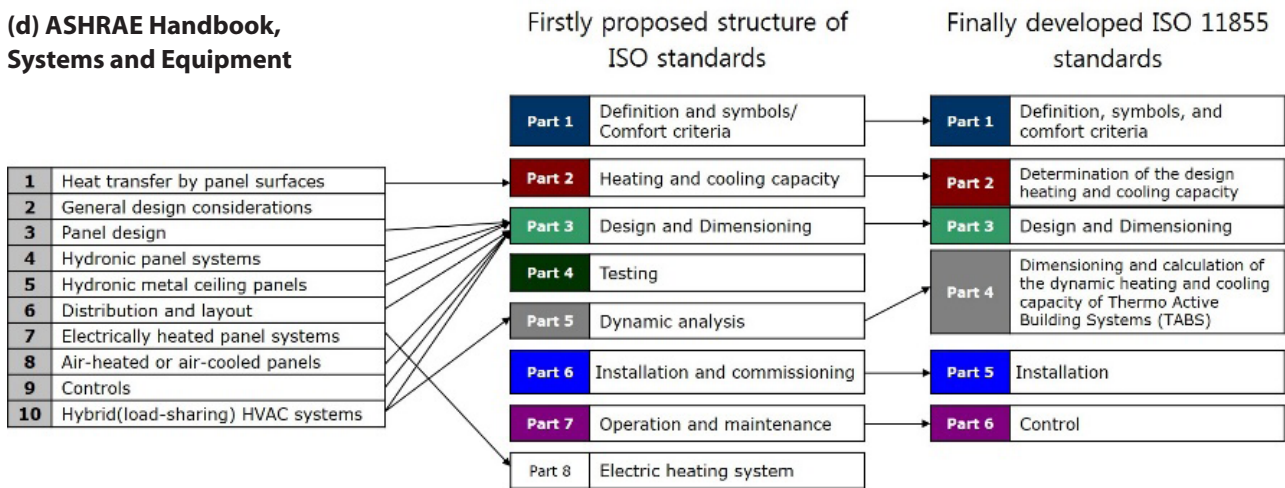 (d) ASHRAE Handbook,
Systems and Equipment
Firstly proposed structure of
ISO standards
Finally developed ISO 11855
standards
1 Heat transfer by panel surfaces
2 General design considerations
3 Panel design
4 Hydronic panel systems
5 Hydronic metal ceiling panels
6 Distribution and layout
7 Electrically heated panel systems
8 Air-heated or air-cooled panels
9 Controls
10 Hybrid(load-sharing) HVAC systems
Part 1 Definition and symbols/
Comfort criteria
Part 2 Heating and cooling capacity
Part 3 Design and Dimensioning
Part 4 Testing
Part 5 Dynamic analysis
Part 6 Installation and commissioning
Part 7 Operation and maintenance
Part 8 Electric heating system
Part 1 Definition, symbols, and
comfort criteria
Part 2 Determination of the design
heating and cooling capacity
Part 3 Design and Dimensioning
Part 4 Dimensioning and calculation of
the dynamic heating and cooling
capacity of Thermo Active
Building Systems (TABS)
Part 5 Installation
Part 6 Control